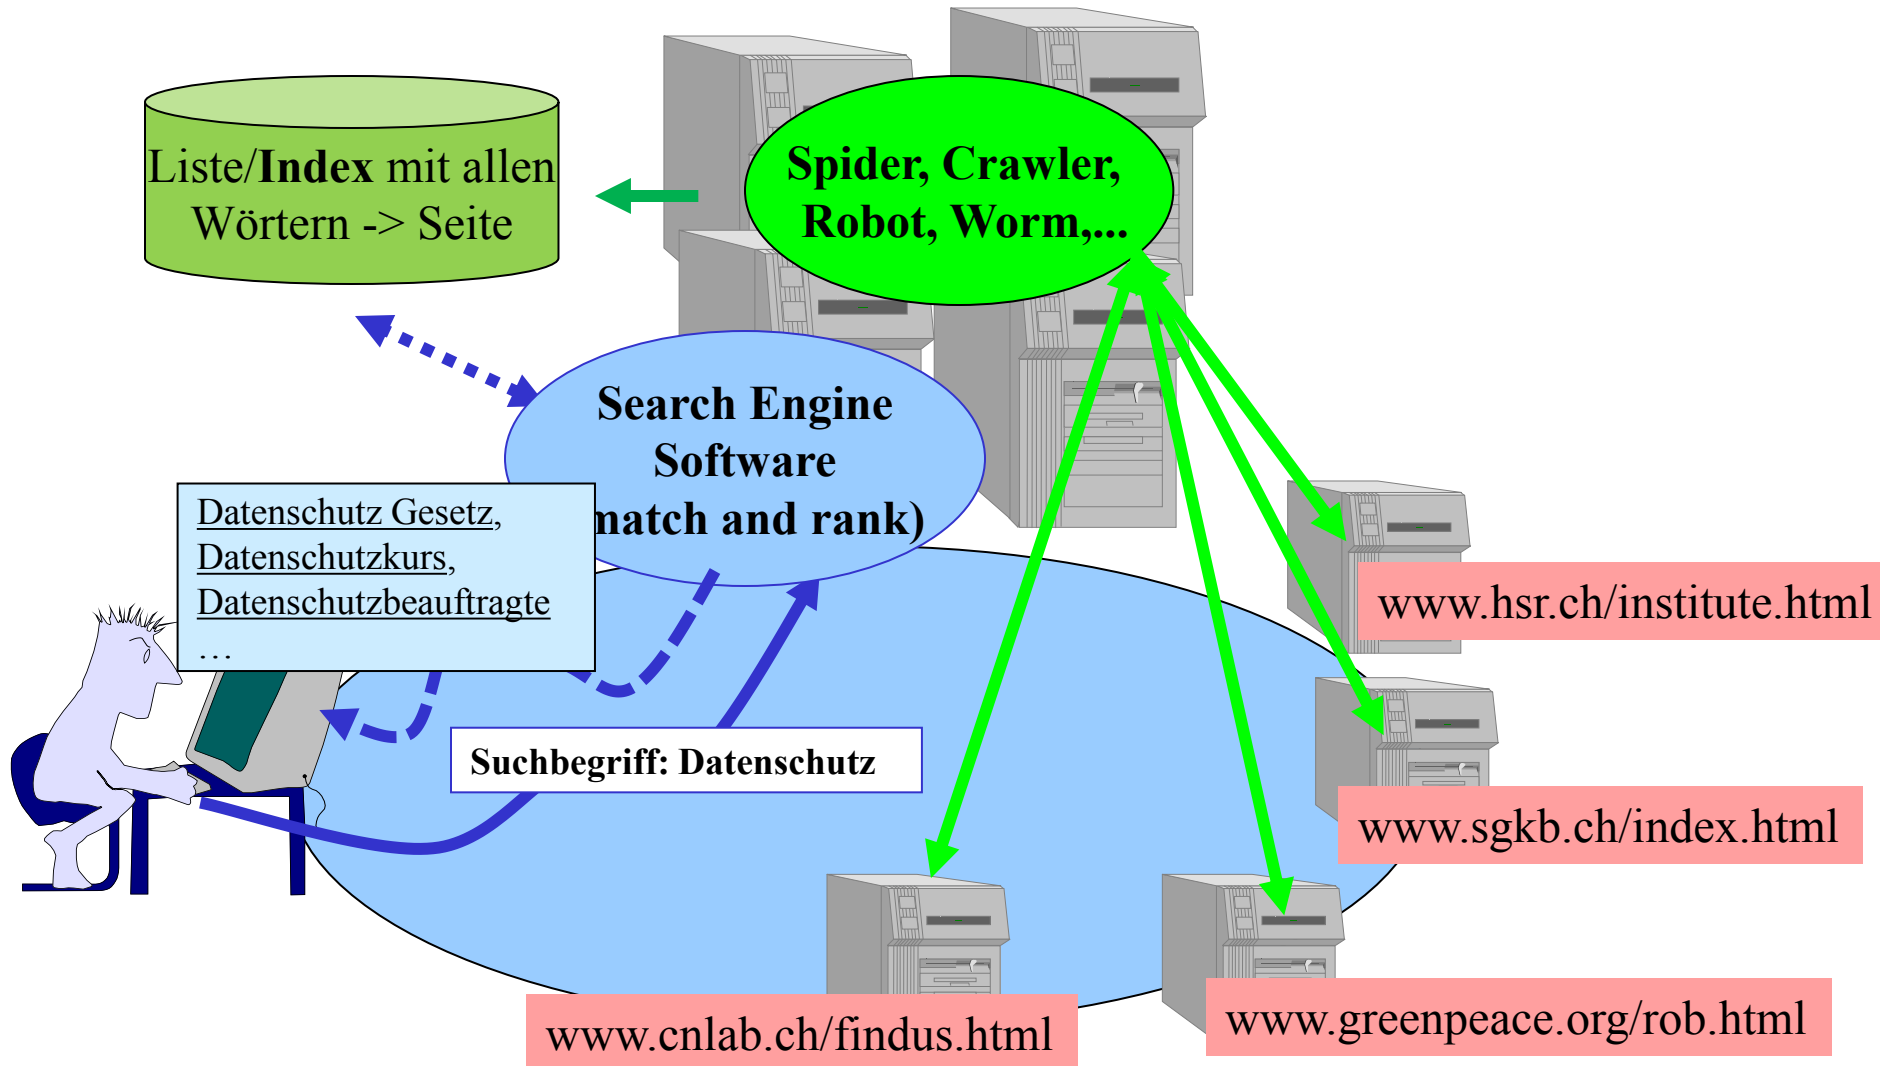 Liste/Index mit allen
Wörtern -> Seite
Spider, Crawler,
Robot, Worm,...
Search Engine
Software
match and rank)
Datenschutz Gesetz,
Datenschutzkurs,
Datenschutzbeauftragte
…
Suchbegriff: Datenschutz
www.hsr.ch/institute.html
www.sgkb.ch/index.html
www.greenpeace.org/rob.html
www.cnlab.ch/findus.html